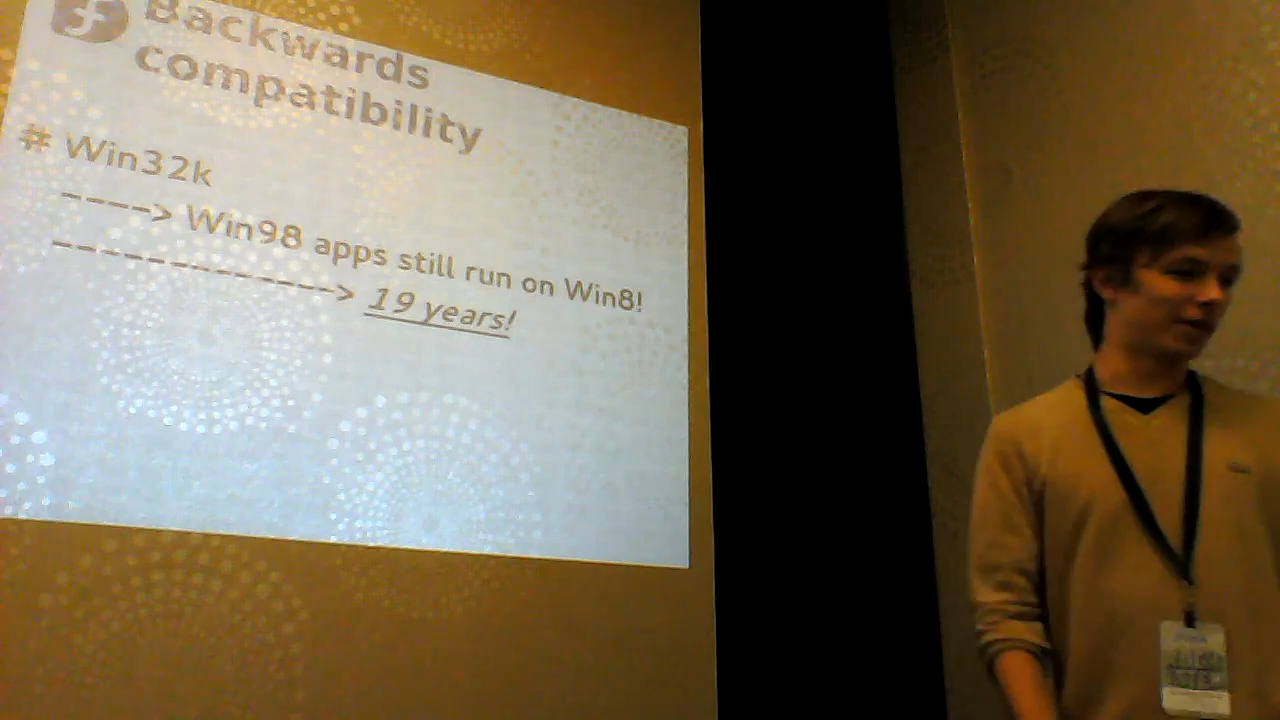 Backwards
compatibility
# Win32k
----> Win98 apps still run on Win8!
-------------> 19 years!